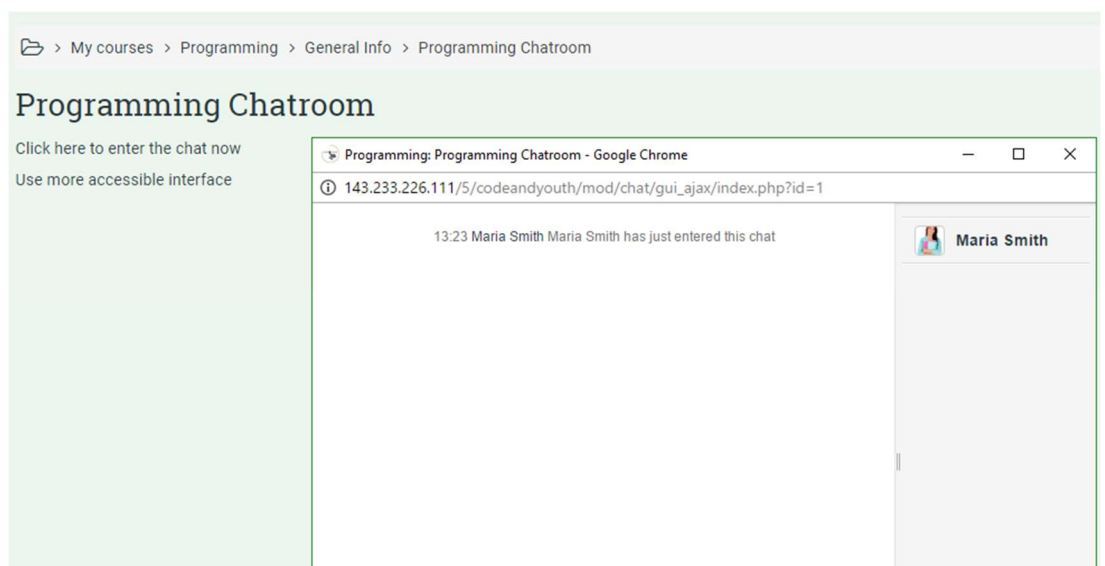 > My courses > Programming > General Info > Programming Chatroom
Programming Chatroom
Click here to enter the chat now
Use more accessible interface
Programming: Programming Chatroom - Google Chrome
143.233.226.111/5/codeandyouth/mod/chat/gui_ajax/index.php?id=1
13:23 Maria Smith Maria Smith has just entered this chat
Maria Smith